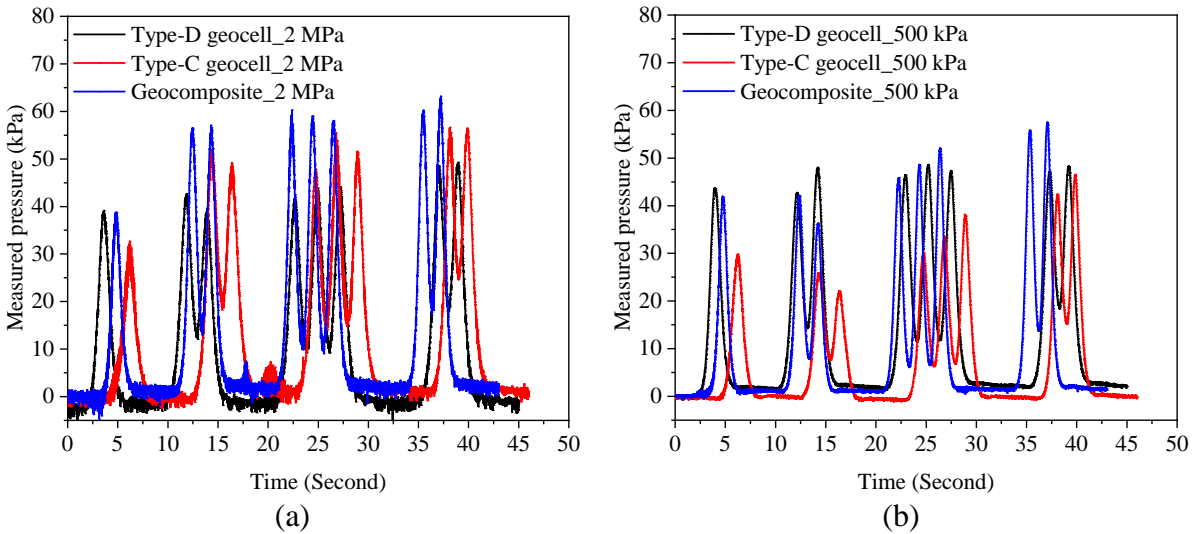 80
70
60
50
40
30
20
10
0
Measured pressure (kPa)
Type-D geocell_2 MPa
Type-C geocell_2 MPa
Geocomposite_2 MPa
0 5 10 15 20 25 30 35 40 45 50
Time (Second)
(a)
80
70
60
50
40
30
20
10
0
Measured pressure (kPa)
Type-D geocell_500 kPa
Type-C geocell_500 kPa
Geocomposite_500 kPa
0 5 10 15 20 25 30 35 40 45 50
Time (Second)
(b)